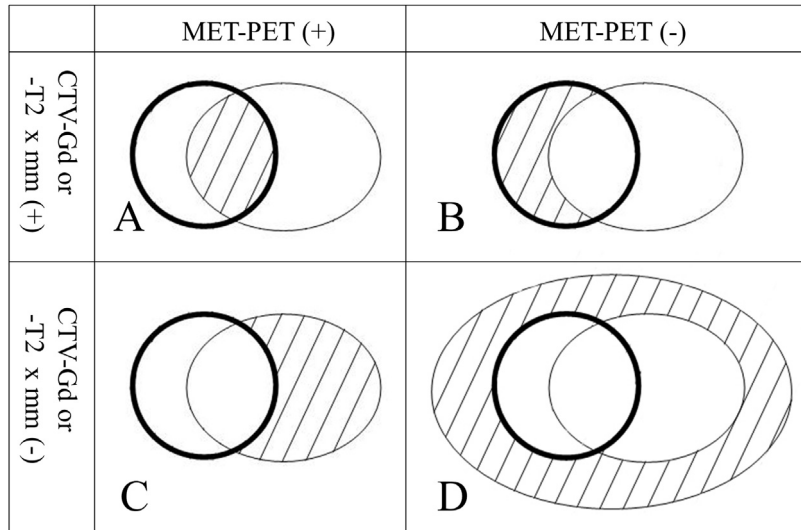 MET-PET (+)
MET-PET (-)
CTV-Gd or
-T2 x mm (+)
A
B
CTV-Gd or
-T2 x mm (-)
C
D